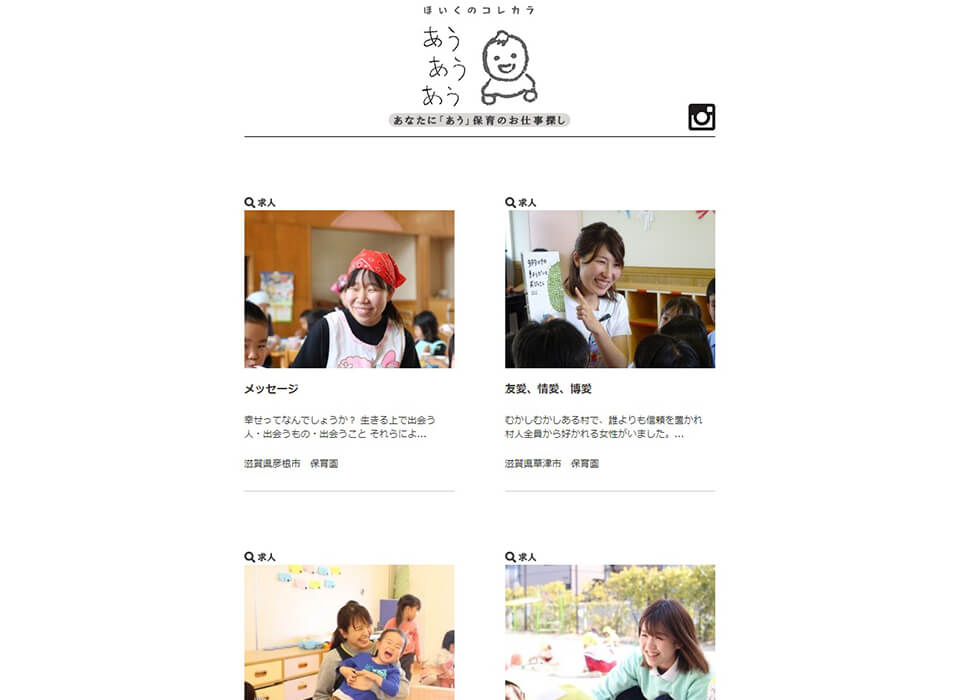 ほいくのコレカラ
あう
あう
あう
あなたに「あう」保育のお仕事探し
求人
求人
メッセージ
友愛、情愛、博愛
幸せってなんでしょうか？ 生きる上で出会う
人・出会うもの・出会うこと それらによ...
むかしむかしある村で、誰よりも信頼を置かれ
村人全員から好かれる女性がいました。...
滋賀県彦根市　保育園
滋賀県草津市　保育園
求人
求人